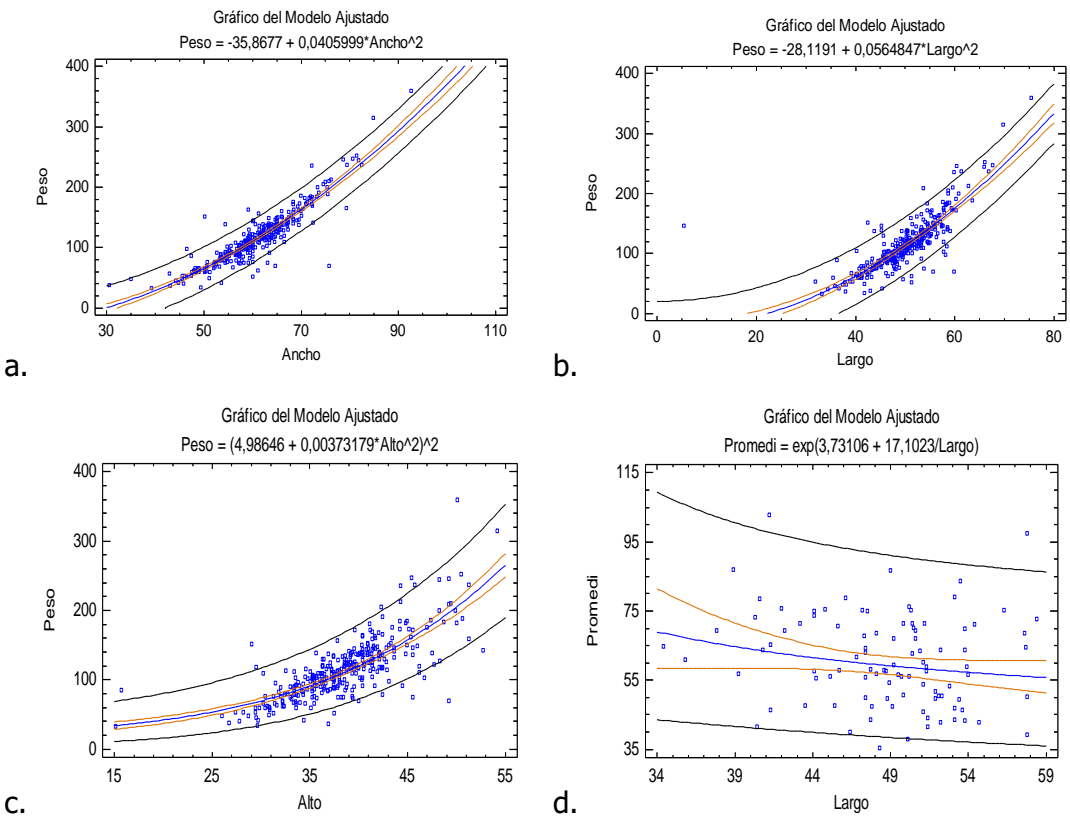 Gráfico del Modelo Ajustado
Peso = -35,8677 + 0,0405999*Ancho^2
400
300
200
100
0
Peso
30 50 70 90 110
Ancho
a.
Gráfico del Modelo Ajustado
Peso = -28,1191 + 0,0564847*Largo^2
400
300
200
100
0
Peso
0 20 40 60 80
Largo
b.
Gráfico del Modelo Ajustado
Peso = (4,98646 + 0,00373179*Alto^2)^2
400
300
200
100
0
Peso
15 25 35 45 55
Alto
c.
Gráfico del Modelo Ajustado
Promedi = exp(3,73106 + 17,1023/Largo)
115
95
75
55
35
Promedi
34 39 44 49 54 59
Largo
d.